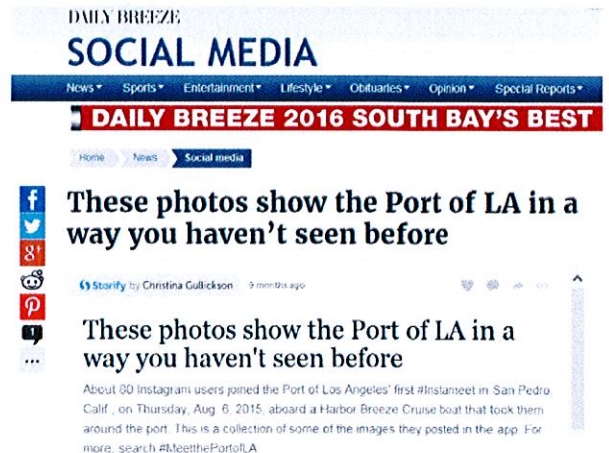 DAILY BREEZE
SOCIAL MEDIA
News Sports Entertainment Lifestyle Obituaries Opinion Special Reports
DAILY BREEZE 2016 SOUTH BAY'S BEST
Home News Social media
These photos show the Port of LA in a
way you haven't seen before
Storify by Christina Gullickson 9 months ago
These photos show the Port of LA in a
way you haven't seen before
About 80 Instagram users joined the Port of Los Angeles' first #Instameet in San Pedro,
Calif., on Thursday, Aug. 6, 2015, aboard a Harbor Breeze Cruise boat that took them
around the port. This is a collection of some of the images they posted in the app. For
more, search #MeetthePortofLA